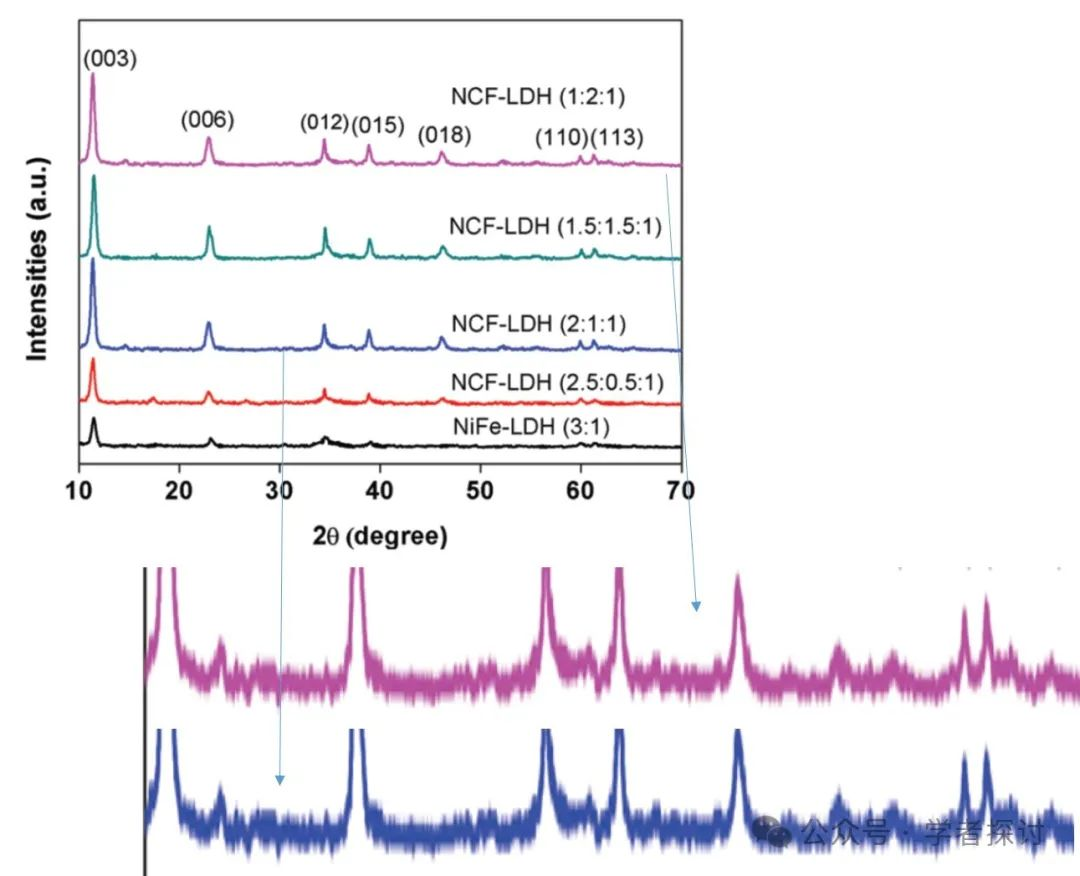 (003)
NCF-LDH (1:2:1)
(006)
(012)
(015)
(018)
(110)
(113)
NCF-LDH (1.5:1.5:1)
NCF-LDH (2:1:1)
NCF-LDH (2.5:0.5:1)
NiFe-LDH (3:1)
Intensities (a.u.)
10 20 30 40 50 60 70
2θ (degree)
公众号 · 学者探讨